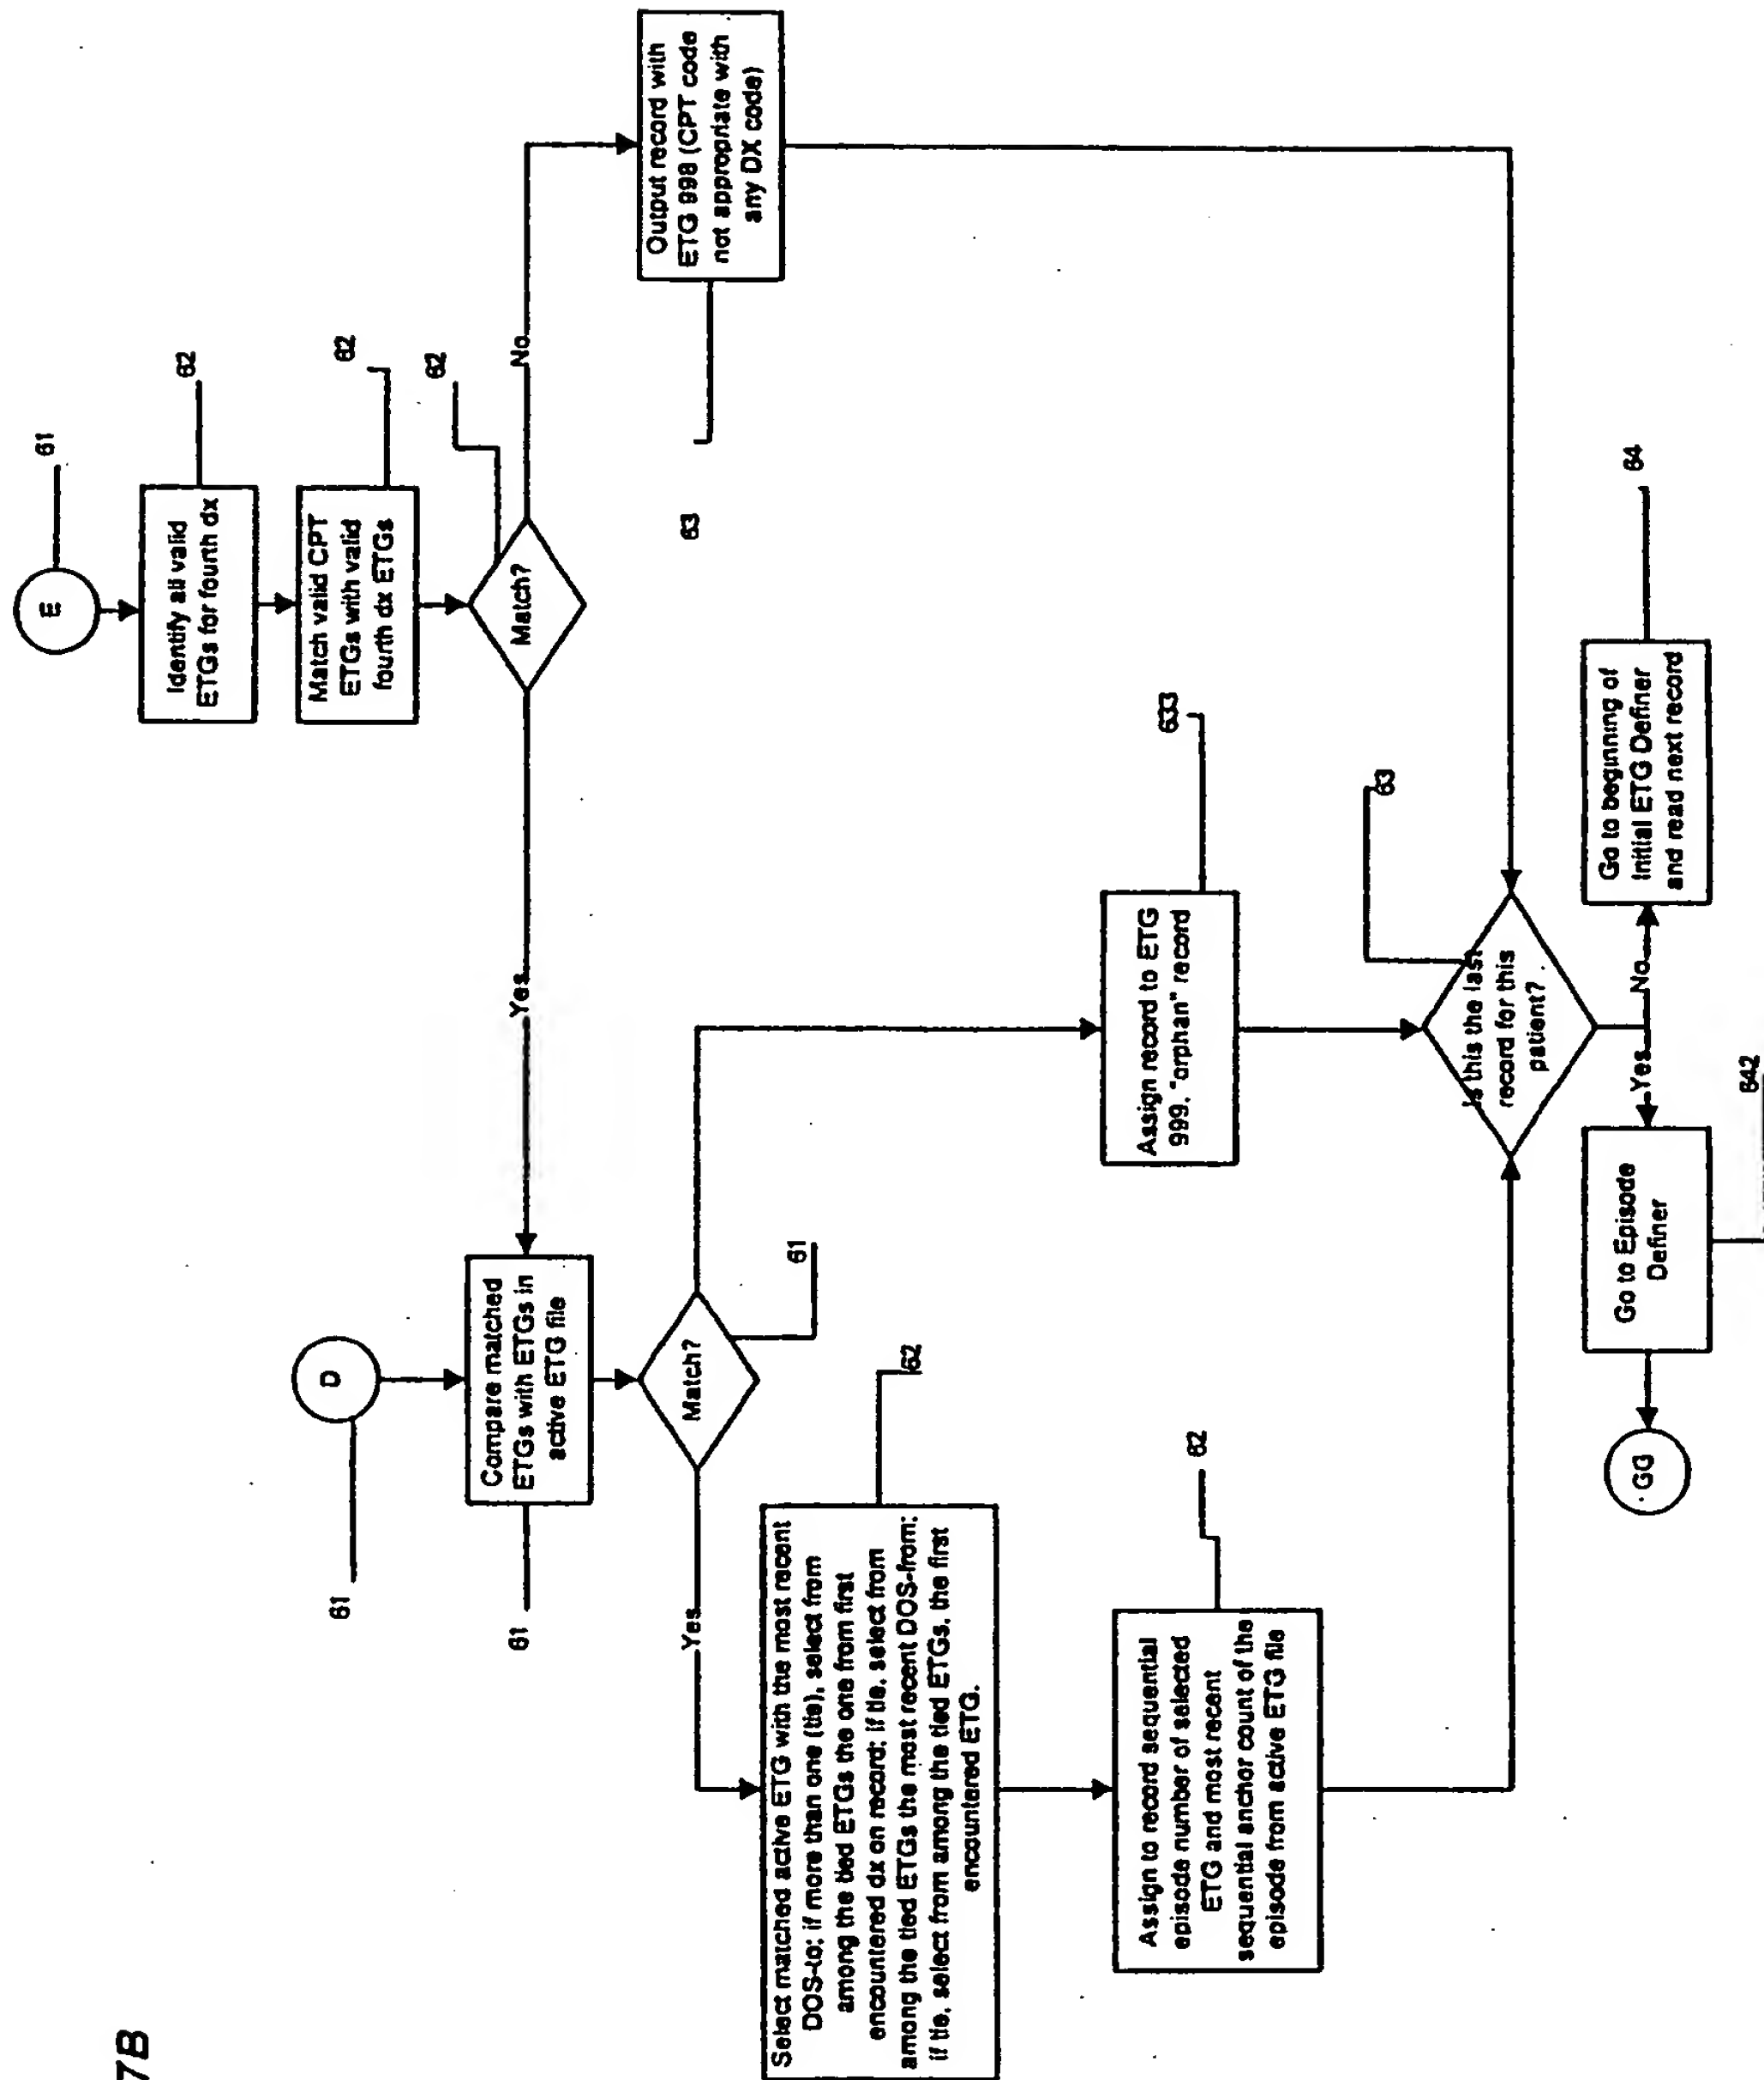 7B
E
61
Identify all valid
ETGs for fourth dx
62
Match valid CPT
ETGs with valid
fourth dx ETGs
62
Match?
62
No
Yes
Output record with
ETG 998 (CPT code
not appropriate with
any DX code)
63
D
61
Compare matched
ETGs with ETGs in
active ETG file
61
Match?
61
Yes
Select matched active ETG with the most recent
DOS-to; if more than one (tie), select from
among the tied ETGs the one from first
encountered dx on record; if tie, select from
among the tied ETGs the most recent DOS-from;
if tie, select from among the tied ETGs, the first
encountered ETG.
62
Assign to record sequential
episode number of selected
ETG and most recent
sequential anchor count of the
episode from active ETG file
62
Assign record to ETG
999, "orphan" record
633
Is this the last
record for this
patient?
63
No
Yes
Go to beginning of
Initial ETG Definer
and read next record
64
Go to Episode
Definer
642
GG